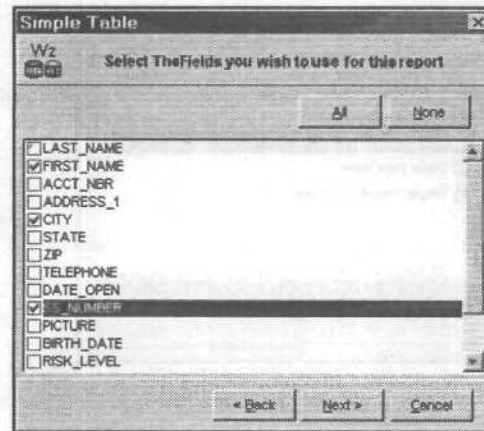 Simple Table
Wz
Select TheFields you wish to use for this report
All None
LAST_NAME
FIRST_NAME
ACCT_NBR
ADDRESS_1
CITY
STATE
ZIP
TELEPHONE
DATE_OPEN
SS_NUMBER
PICTURE
BIRTH_DATE
RISK_LEVEL
« Back Next » Cancel